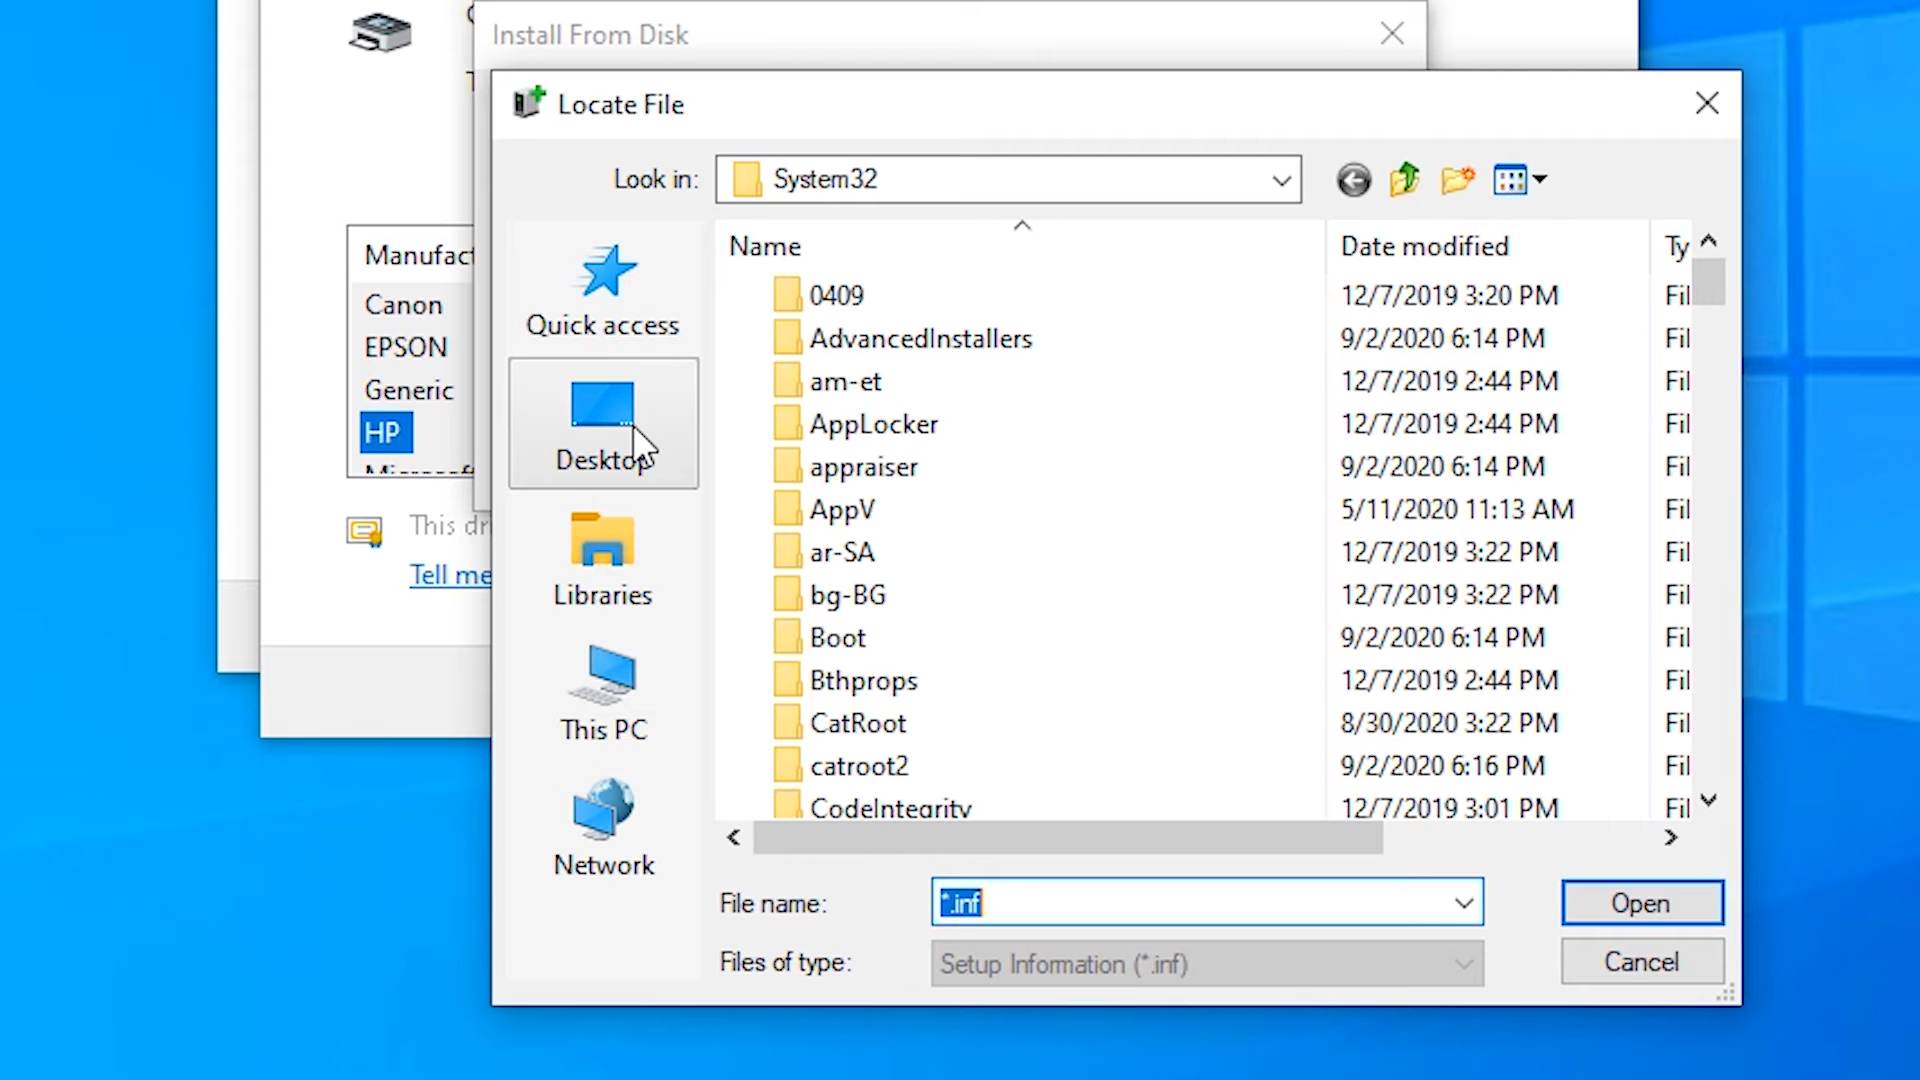 Install From Disk
Locate File
Look in:
System32
Manufact
Canon
EPSON
Generic
HP
This dri
Tell me
Quick access
Desktop
Libraries
This PC
Network
Name Date modified Ty
0409 12/7/2019 3:20 PM Fil
AdvancedInstallers 9/2/2020 6:14 PM Fil
am-et 12/7/2019 2:44 PM Fil
AppLocker 12/7/2019 2:44 PM Fil
appraiser 9/2/2020 6:14 PM Fil
AppV 5/11/2020 11:13 AM Fil
ar-SA 12/7/2019 3:22 PM Fil
bg-BG 12/7/2019 3:22 PM Fil
Boot 9/2/2020 6:14 PM Fil
Bthprops 12/7/2019 2:44 PM Fil
CatRoot 8/30/2020 3:22 PM Fil
catroot2 9/2/2020 6:16 PM Fil
CodeIntegrity 12/7/2019 3:01 PM Fil
File name: *.inf
Open
Files of type: Setup Information (*.inf)
Cancel